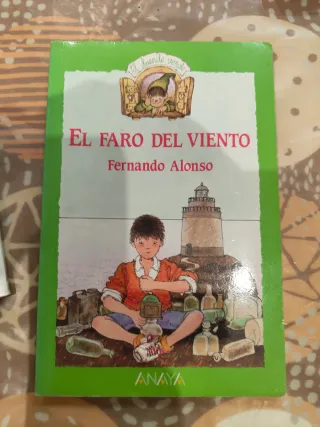 El duende verde
EL FARO DEL VIENTO
Fernando Alonso
ANAYA